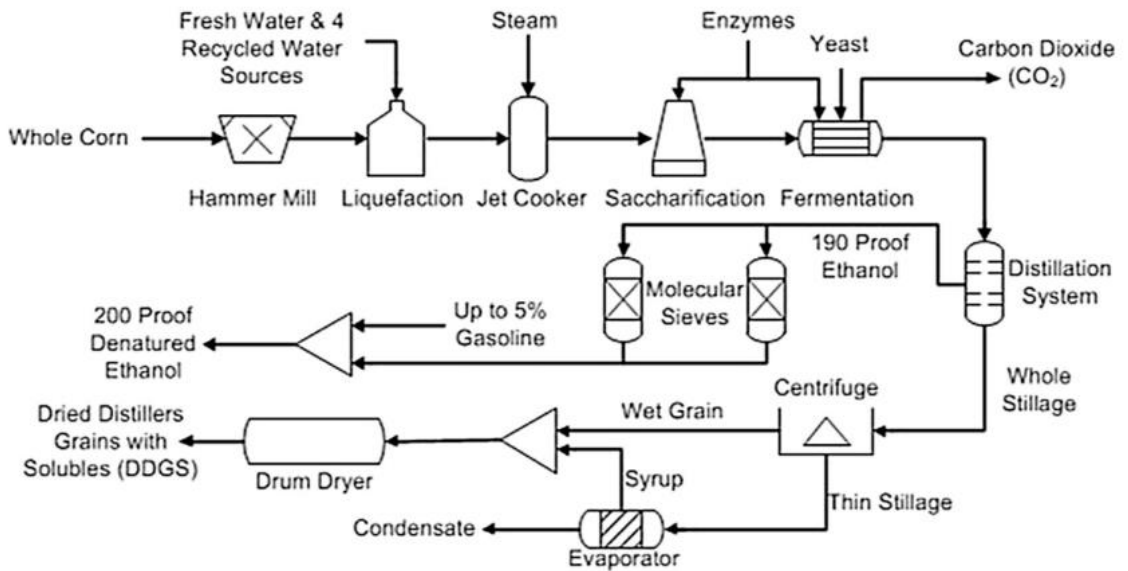 Fresh Water & 4
Recycled Water
Sources
Steam
Enzymes
Yeast
Carbon Dioxide
(CO₂)
Whole Corn
Hammer Mill
Liquefaction
Jet Cooker
Saccharification
Fermentation
190 Proof
Ethanol
Distillation
System
Molecular
Sieves
Up to 5%
Gasoline
200 Proof
Denatured
Ethanol
Whole
Stillage
Centrifuge
Wet Grain
Dried Distillers
Grains with
Solubles (DDGS)
Drum Dryer
Syrup
Thin Stillage
Condensate
Evaporator